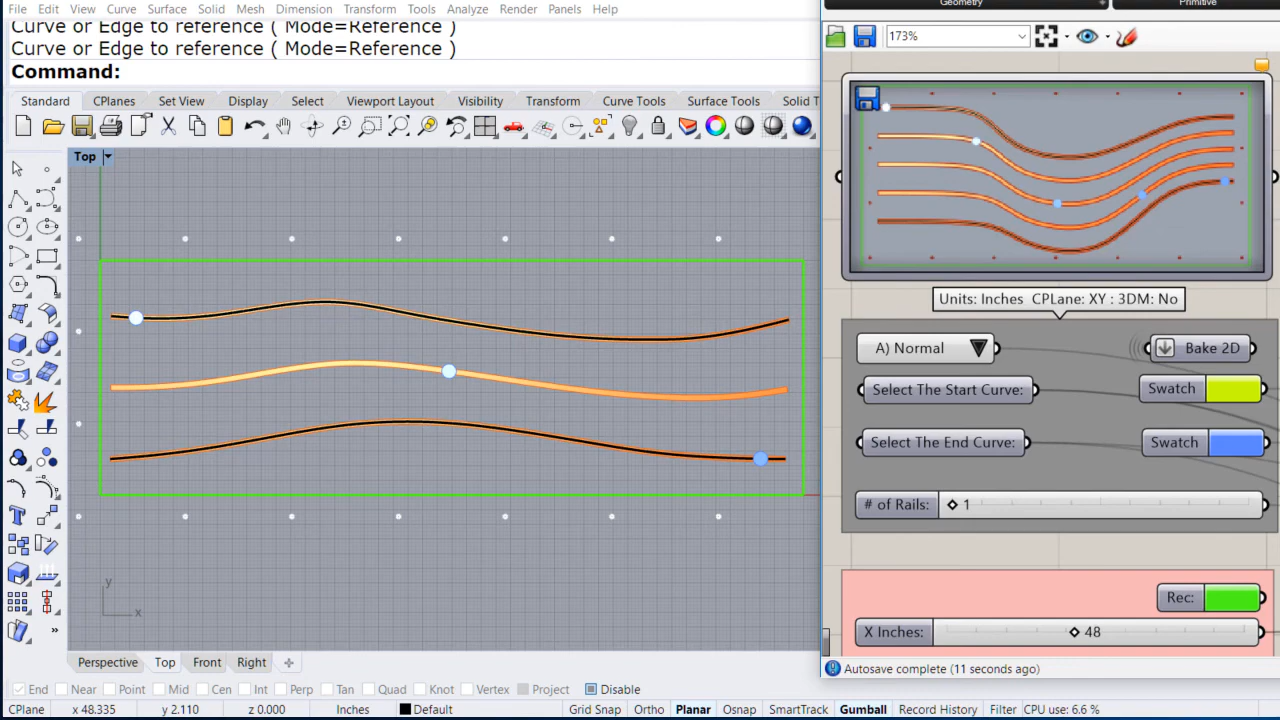 File Edit View Curve Surface Solid Mesh Dimension Transform Tools Analyze Render Panels Help
Curve or Edge to reference ( Mode=Reference )
Curve or Edge to reference ( Mode=Reference )
Command:
Standard CPlanes Set View Display Select Viewport Layout Visibility Transform Curve Tools Surface Tools Solid T
Top
y
x
Perspective Top Front Right
End Near Point Mid Cen Int Perp Tan Quad Knot Vertex Project Disable
CPlane x 48.335 y 2.110 z 0.000 Inches Default Grid Snap Ortho Planar Osnap SmartTrack Gumball Record History Filter CPU use: 6.6 %
Geometry Primitive
173%
Units: Inches CPlane: XY : 3DM: No
A) Normal Bake 2D
Select The Start Curve: Swatch
Select The End Curve: Swatch
# of Rails: 1
Rec:
X Inches: 48
Autosave complete (11 seconds ago)